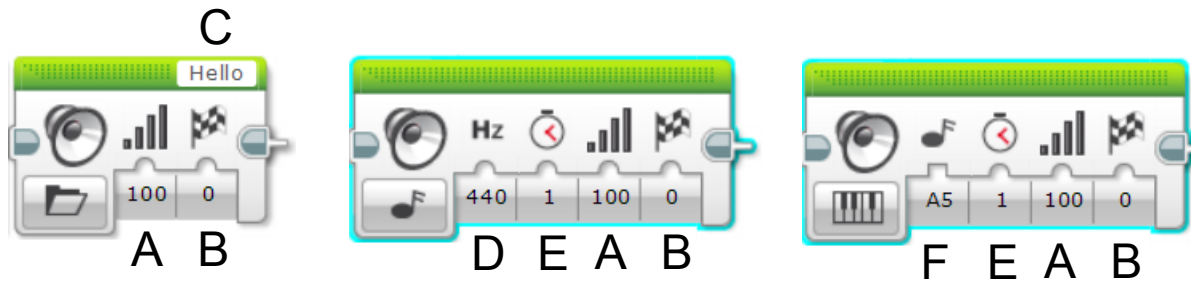 C
Hello
Hz
100 0
440 1 100 0
A5 1 100 0
A B
D E A B
F E A B